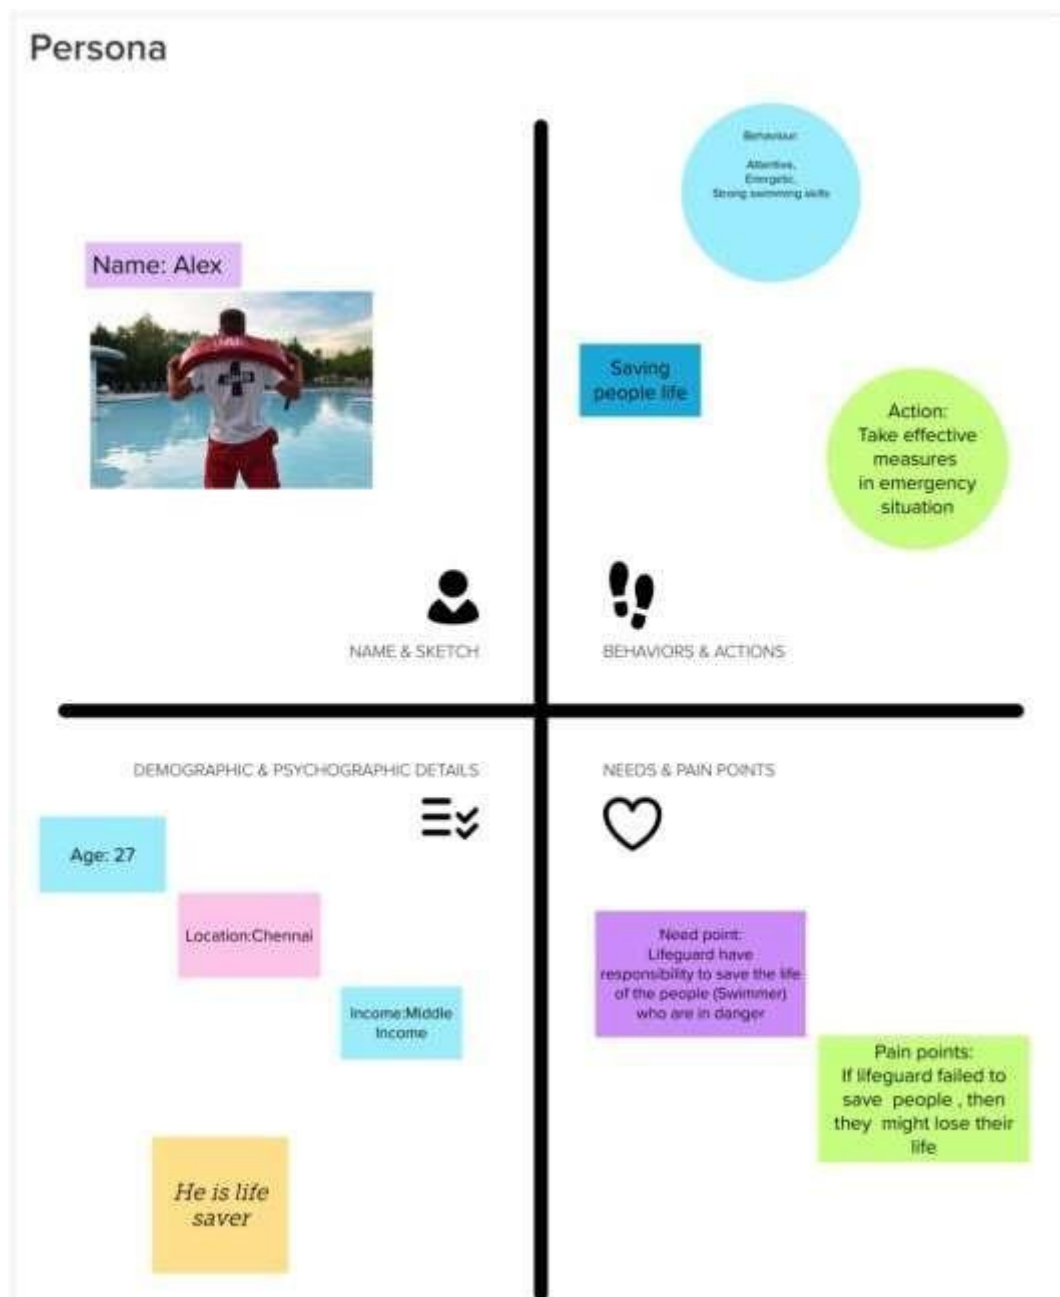 Persona
Name: Alex
NAME & SKETCH
Behaviour:
Attentive,
Energetic,
Strong swimming skills
Saving
people life
Action:
Take effective
measures
in emergency
situation
BEHAVIORS & ACTIONS
DEMOGRAPHIC & PSYCHOGRAPHIC DETAILS
Age: 27
Location:Chennai
Income:Middle
Income
He is life
saver
NEEDS & PAIN POINTS
Need point:
Lifeguard have
responsibility to save the life
of the people (Swimmer)
who are in danger
Pain points:
If lifeguard failed to
save people , then
they might lose their
life